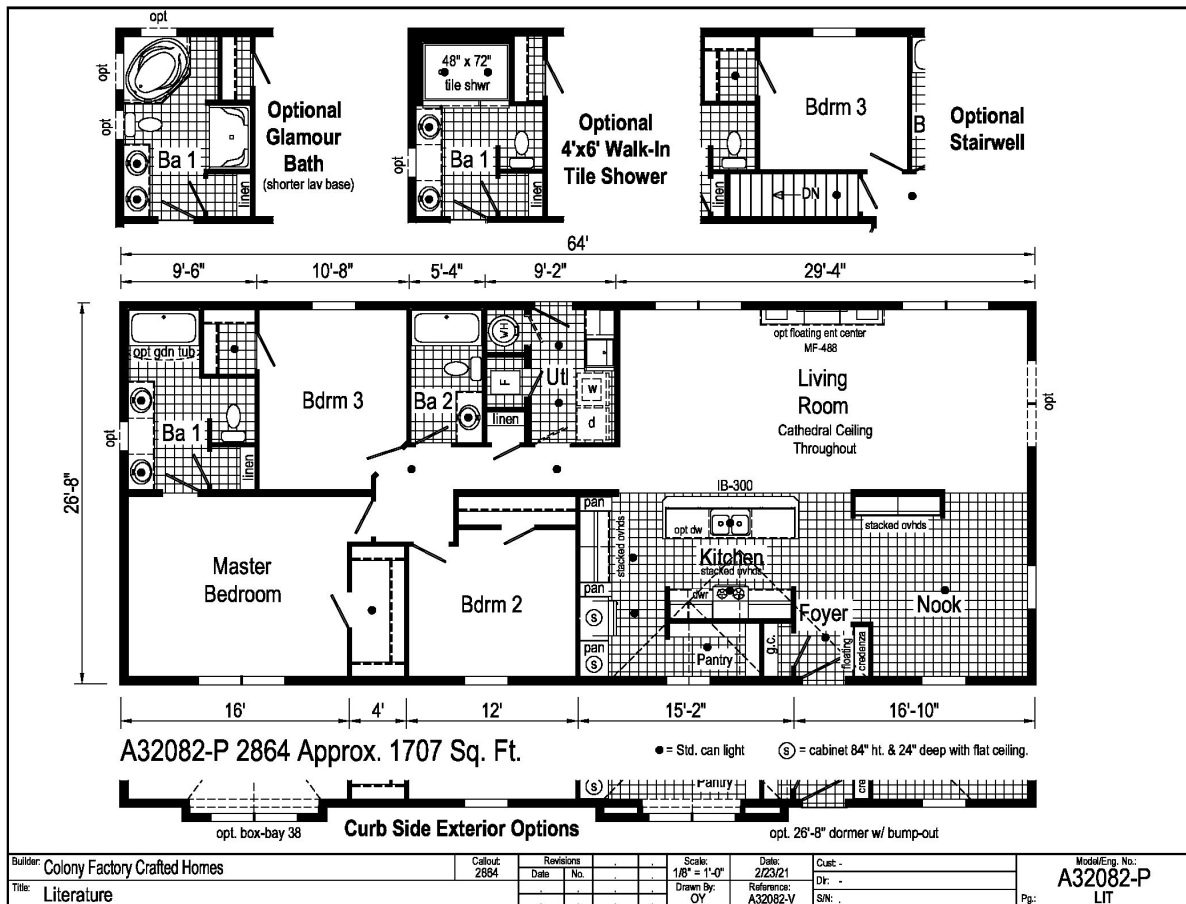 opt
opt
opt
Ba 1
linen
Optional
Glamour
Bath
(shorter lav base)
48" x 72"
tile shwr
opt
Ba 1
linen
Optional
4'x6' Walk-In
Tile Shower
Bdrm 3
B
linen
DN
Optional
Stairwell
64'
9'-6"
10'-8"
5'-4"
9'-2"
29'-4"
26'-8"
opt gdn tub
opt
Ba 1
linen
Bdrm 3
Ba 2
WH
F
linen
Utl
w
d
opt floating ent center
MF-488
Living
Room
Cathedral Ceiling
Throughout
opt
Master
Bedroom
Bdrm 2
pan
stacked ovhds
pan
S
pan
S
IB-300
opt dw
Kitchen
stacked ovhds
dwr
Pantry
g.c.
Foyer
floating
credenza
stacked ovhds
Nook
16'
4'
12'
15'-2"
16'-10"
A32082-P 2864 Approx. 1707 Sq. Ft.
= Std. can light
S = cabinet 84" ht. & 24" deep with flat ceiling.
S
Pantry
cre
opt. box-bay 38
Curb Side Exterior Options
opt. 26'-8" dormer w/ bump-out
Builder: Colony Factory Crafted Homes
Title: Literature
Callout:
2864
Revisions
Date No.
Scale:
1/8" = 1'-0"
Drawn By:
OY
Date:
2/23/21
Reference:
A32082-V
Cust: -
Dlr: -
S/N: .
Model/Eng. No.:
A32082-P
Pg.: LIT